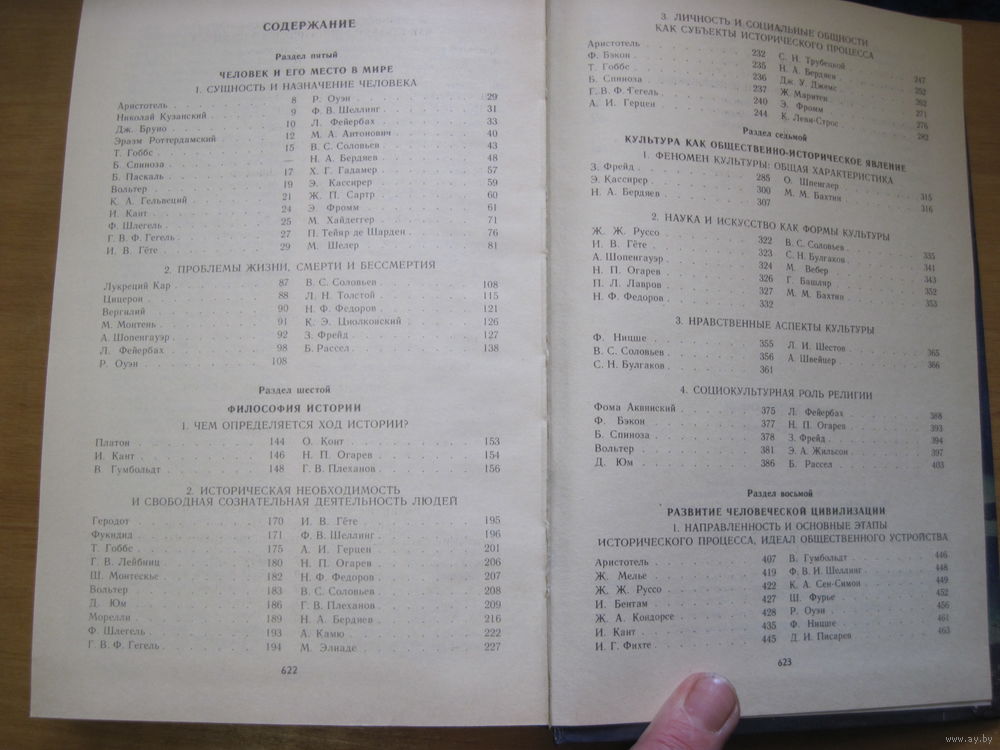 СОДЕРЖАНИЕ
Раздел пятый
ЧЕЛОВЕК И ЕГО МЕСТО В МИРЕ
1. СУЩНОСТЬ И НАЗНАЧЕНИЕ ЧЕЛОВЕКА
Аристотель 8
Николай Кузанский 9
Дж. Бруно 10
Эразм Роттердамский 12
Т. Гоббс 15
Б. Спиноза —
Б. Паскаль 17
Вольтер 19
К. А. Гельвеций 21
И. Кант 24
Ф. Шлегель 25
Г. В. Ф. Гегель 27
И. В. Гёте 29
Р. Оуэн 29
Ф. В. Шеллинг 31
Л. Фейербах 33
М. А. Антонович 40
В. С. Соловьев 43
Н. А. Бердяев 48
Х. Г. Гадамер 57
Э. Кассирер 59
Ж. П. Сартр 60
Э. Фромм 61
М. Хайдеггер 71
П. Тейяр де Шарден 76
М. Шелер 81
2. ПРОБЛЕМЫ ЖИЗНИ, СМЕРТИ И БЕССМЕРТИЯ
Лукреций Кар 87
Цицерон 88
Вергилий 90
М. Монтень 91
А. Шопенгауэр 92
Л. Фейербах 98
Р. Оуэн 108
В. С. Соловьев 108
Л. Н. Толстой 115
Н. Ф. Федоров 121
К. Э. Циолковский 126
З. Фрейд 127
Б. Рассел 138
Раздел шестой
ФИЛОСОФИЯ ИСТОРИИ
1. ЧЕМ ОПРЕДЕЛЯЕТСЯ ХОД ИСТОРИИ?
Платон 144
И. Кант 146
В. Гумбольдт 148
О. Конт 153
Н. П. Огарев 154
Г. В. Плеханов 156
2. ИСТОРИЧЕСКАЯ НЕОБХОДИМОСТЬ
И СВОБОДНАЯ СОЗНАТЕЛЬНАЯ ДЕЯТЕЛЬНОСТЬ ЛЮДЕЙ
Геродот 170
Фукидид 171
Т. Гоббс 175
Г. В. Лейбниц 180
Ш. Монтескье 182
Вольтер 183
Д. Юм 186
Морелли 189
Ф. Шлегель 193
Г. В. Ф. Гегель 194
И. В. Гёте 195
Ф. В. Шеллинг 196
А. И. Герцен 201
Н. П. Огарев 206
Н. Ф. Федоров 207
В. С. Соловьев 208
Г. В. Плеханов 209
Н. А. Бердяев 216
А. Камю 222
М. Элиаде 227
622
3. ЛИЧНОСТЬ И СОЦИАЛЬНЫЕ ОБЩНОСТИ
КАК СУБЪЕКТЫ ИСТОРИЧЕСКОГО ПРОЦЕССА
Аристотель 232
Ф. Бэкон 235
Т. Гоббс 236
Б. Спиноза 237
Г. В. Ф. Гегель 240
А. И. Герцен 244
С. Н. Трубецкой 247
Н. А. Бердяев 252
Дж. У. Джемс 262
Ж. Маритен 271
Э. Фромм 276
К. Леви-Строс 282
Раздел седьмой
КУЛЬТУРА КАК ОБЩЕСТВЕННО-ИСТОРИЧЕСКОЕ ЯВЛЕНИЕ
1. ФЕНОМЕН КУЛЬТУРЫ: ОБЩАЯ ХАРАКТЕРИСТИКА
З. Фрейд 285
Э. Кассирер 300
Н. А. Бердяев 307
О. Шпенглер 315
М. М. Бахтин 316
2. НАУКА И ИСКУССТВО КАК ФОРМЫ КУЛЬТУРЫ
Ж. Ж. Руссо 322
И. В. Гёте 323
А. Шопенгауэр 324
Н. П. Огарев 326
П. Л. Лавров 327
Н. Ф. Федоров 332
В. С. Соловьев 335
С. Н. Булгаков 341
М. Вебер 343
Г. Башляр 352
М. М. Бахтин 353
3. НРАВСТВЕННЫЕ АСПЕКТЫ КУЛЬТУРЫ
Ф. Ницше 355
В. С. Соловьев 356
С. Н. Булгаков 361
Л. И. Шестов 365
А. Швейцер 366
4. СОЦИОКУЛЬТУРНАЯ РОЛЬ РЕЛИГИИ
Фома Аквинский 375
Ф. Бэкон 377
Б. Спиноза 378
Вольтер 381
Д. Юм 386
Л. Фейербах 388
Н. П. Огарев 393
З. Фрейд 394
Э. А. Жильсон 397
Б. Рассел 403
Раздел восьмой
РАЗВИТИЕ ЧЕЛОВЕЧЕСКОЙ ЦИВИЛИЗАЦИИ
1. НАПРАВЛЕННОСТЬ И ОСНОВНЫЕ ЭТАПЫ
ИСТОРИЧЕСКОГО ПРОЦЕССА, ИДЕАЛ ОБЩЕСТВЕННОГО УСТРОЙСТВА
Аристотель 407
Ж. Мелье 419
Ж. Ж. Руссо 422
И. Бентам 427
Ж. А. Кондорсе 428
И. Кант 435
И. Г. Фихте 445
В. Гумбольдт 446
Ф. В. И. Шеллинг 448
К. А. Сен-Симон 449
Ш. Фурье 452
Р. Оуэн 456
Ф. Ницше 461
Д. И. Писарев 463
623
www.ay.by